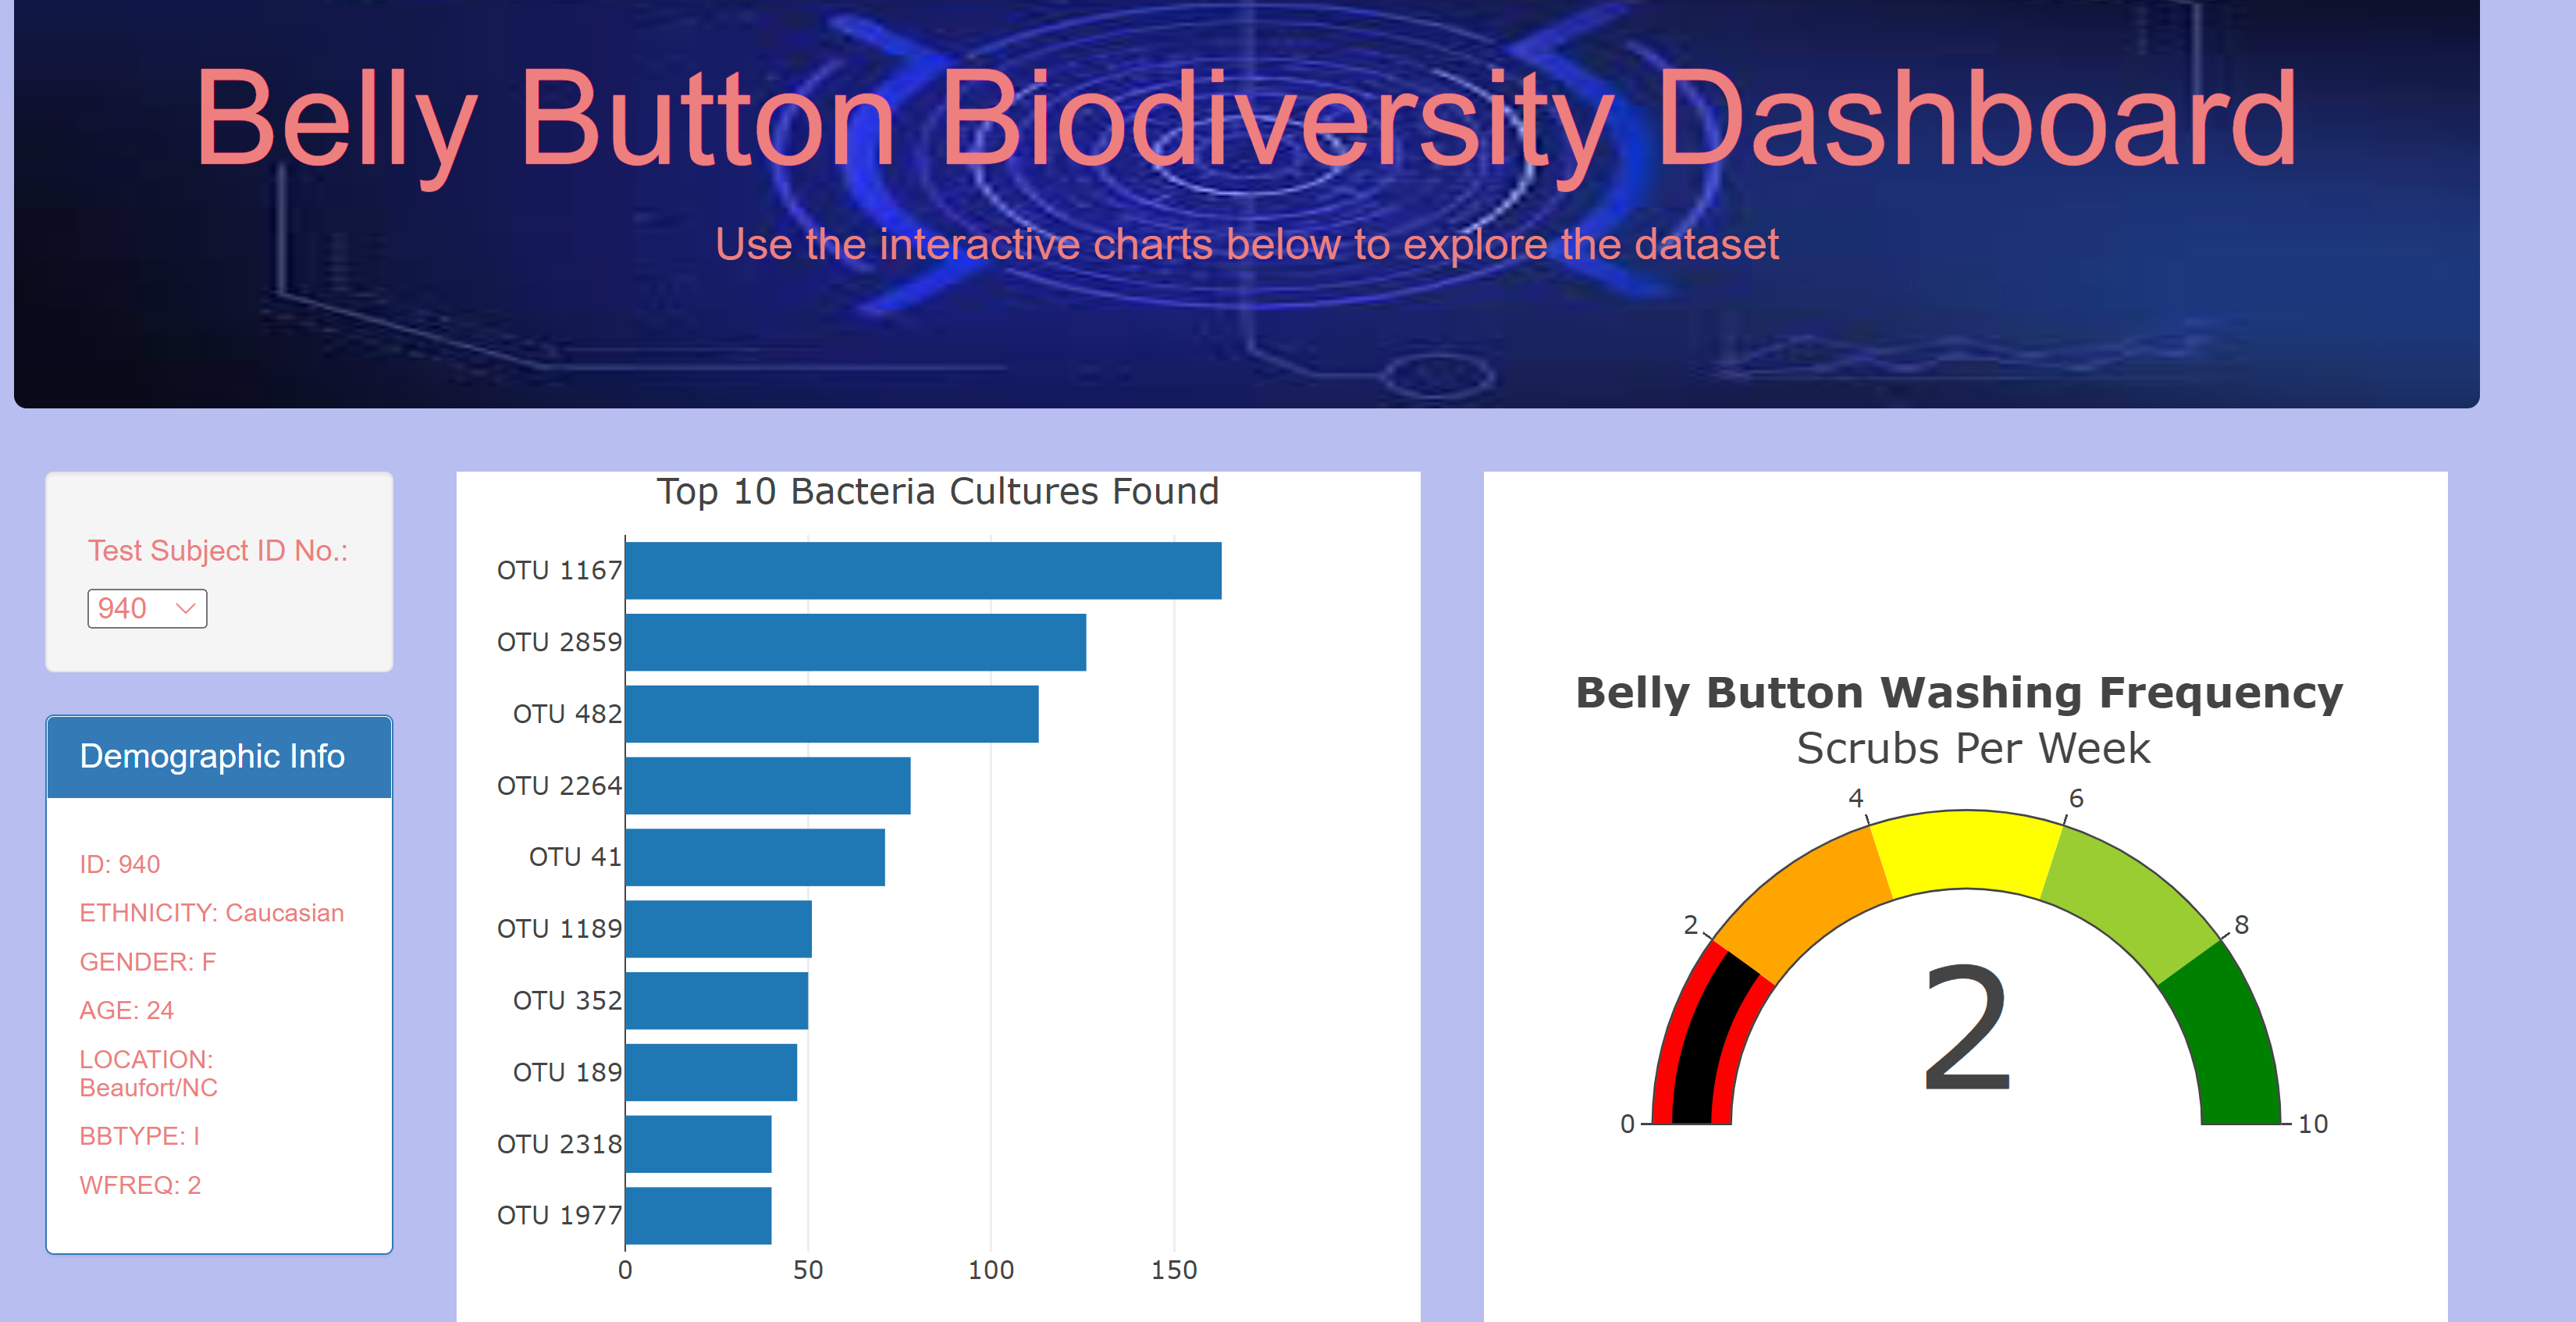 Belly Button Biodiversity Dashboard
Use the interactive charts below to explore the dataset
Test Subject ID No.:
940
Demographic Info
ID: 940
ETHNICITY: Caucasian
GENDER: F
AGE: 24
LOCATION:
Beaufort/NC
BBTYPE: I
WFREQ: 2
Top 10 Bacteria Cultures Found
OTU 1167
OTU 2859
OTU 482
OTU 2264
OTU 41
OTU 1189
OTU 352
OTU 189
OTU 2318
OTU 1977
0 50 100 150
Belly Button Washing Frequency
Scrubs Per Week
4 6
2 8
2
0 10